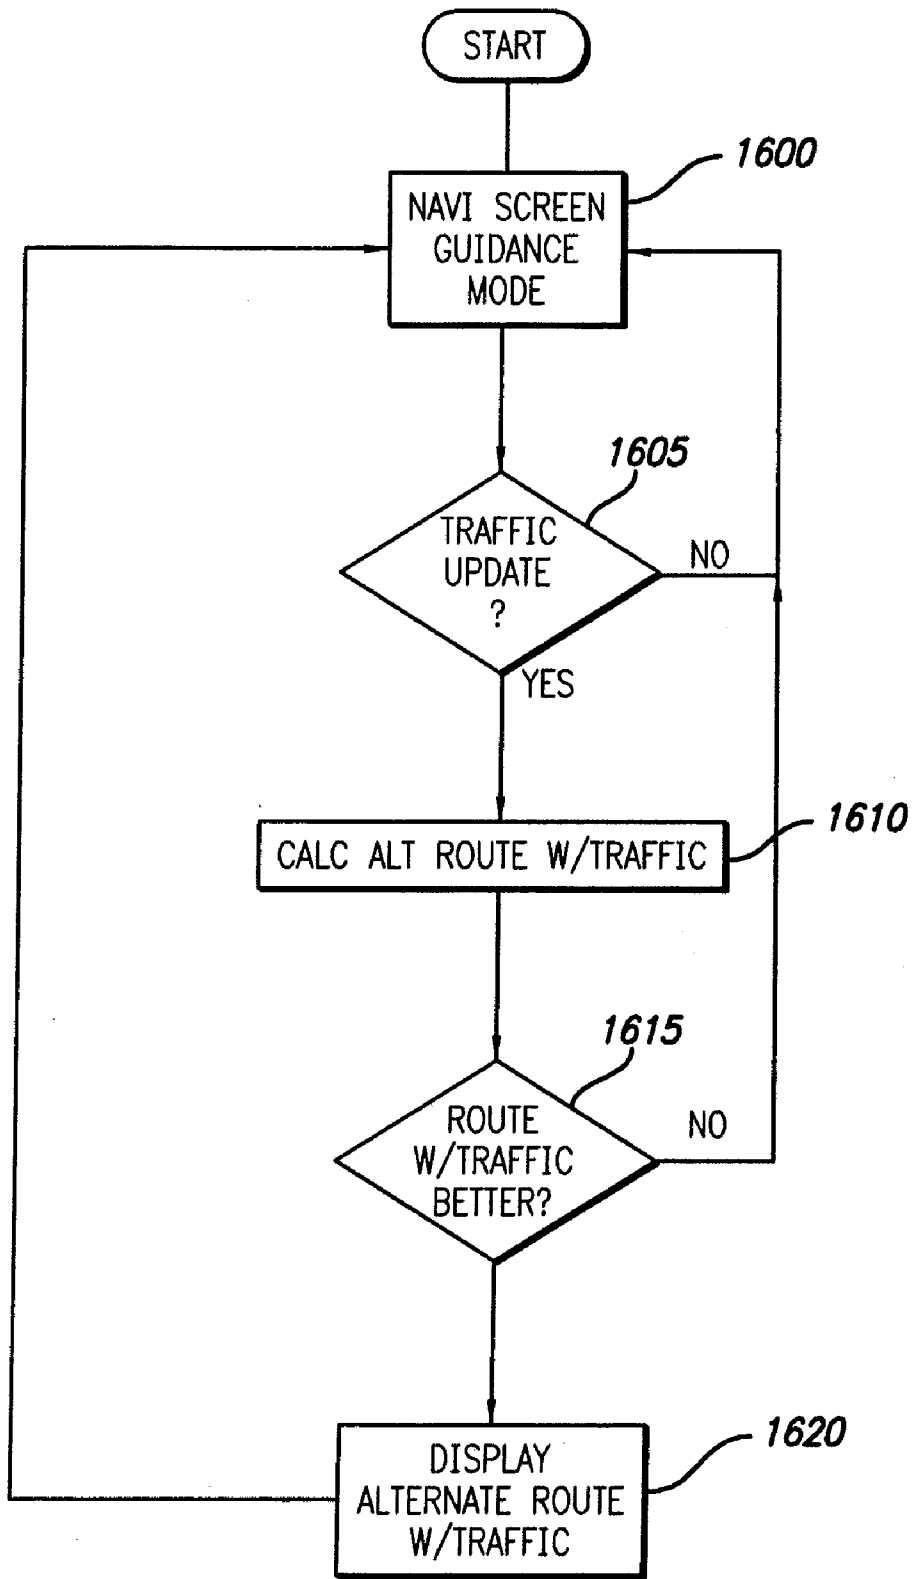 START
1600
NAVI SCREEN
GUIDANCE
MODE
1605
TRAFFIC
UPDATE
?
NO
YES
1610
CALC ALT ROUTE W/TRAFFIC
1615
ROUTE
W/TRAFFIC
BETTER?
NO
1620
DISPLAY
ALTERNATE ROUTE
W/TRAFFIC